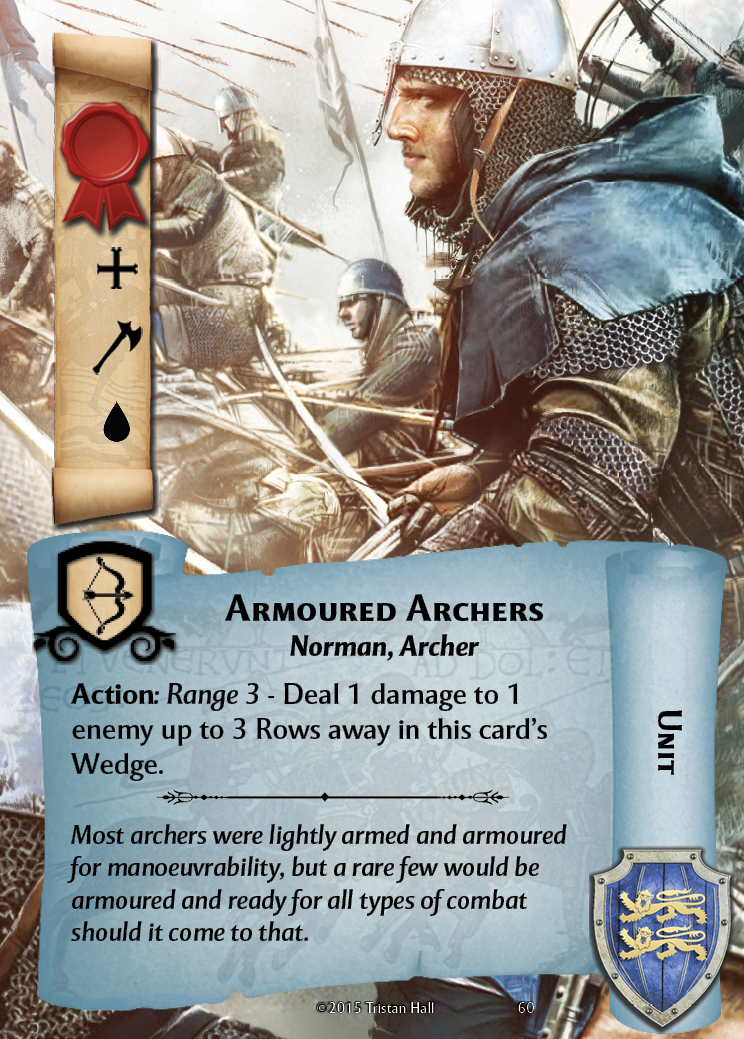 Armoured Archers
Norman, Archer
Action: Range 3 - Deal 1 damage to 1
enemy up to 3 Rows away in this card's
Wedge.
Most archers were lightly armed and armoured
for manoeuvrability, but a rare few would be
armoured and ready for all types of combat
should it come to that.
Unit
©2015 Tristan Hall 60